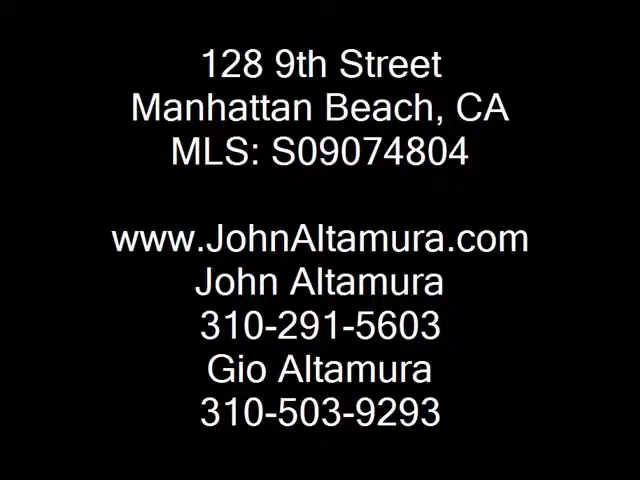 128 9th Street
Manhattan Beach, CA
MLS: S09074804
www.JohnAltamura.com
John Altamura
310-291-5603
Gio Altamura
310-503-9293